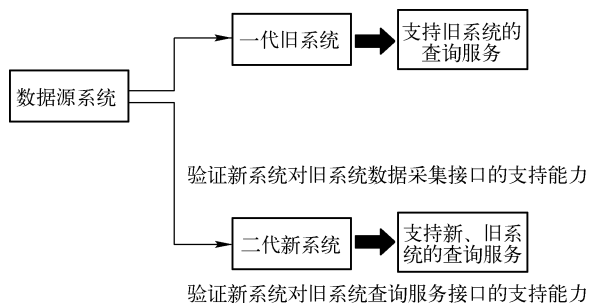 一代旧系统
支持旧系统的
查询服务
数据源系统
验证新系统对旧系统数据采集接口的支持能力
二代新系统
支持新、旧系
统的查询服务
验证新系统对旧系统查询服务接口的支持能力